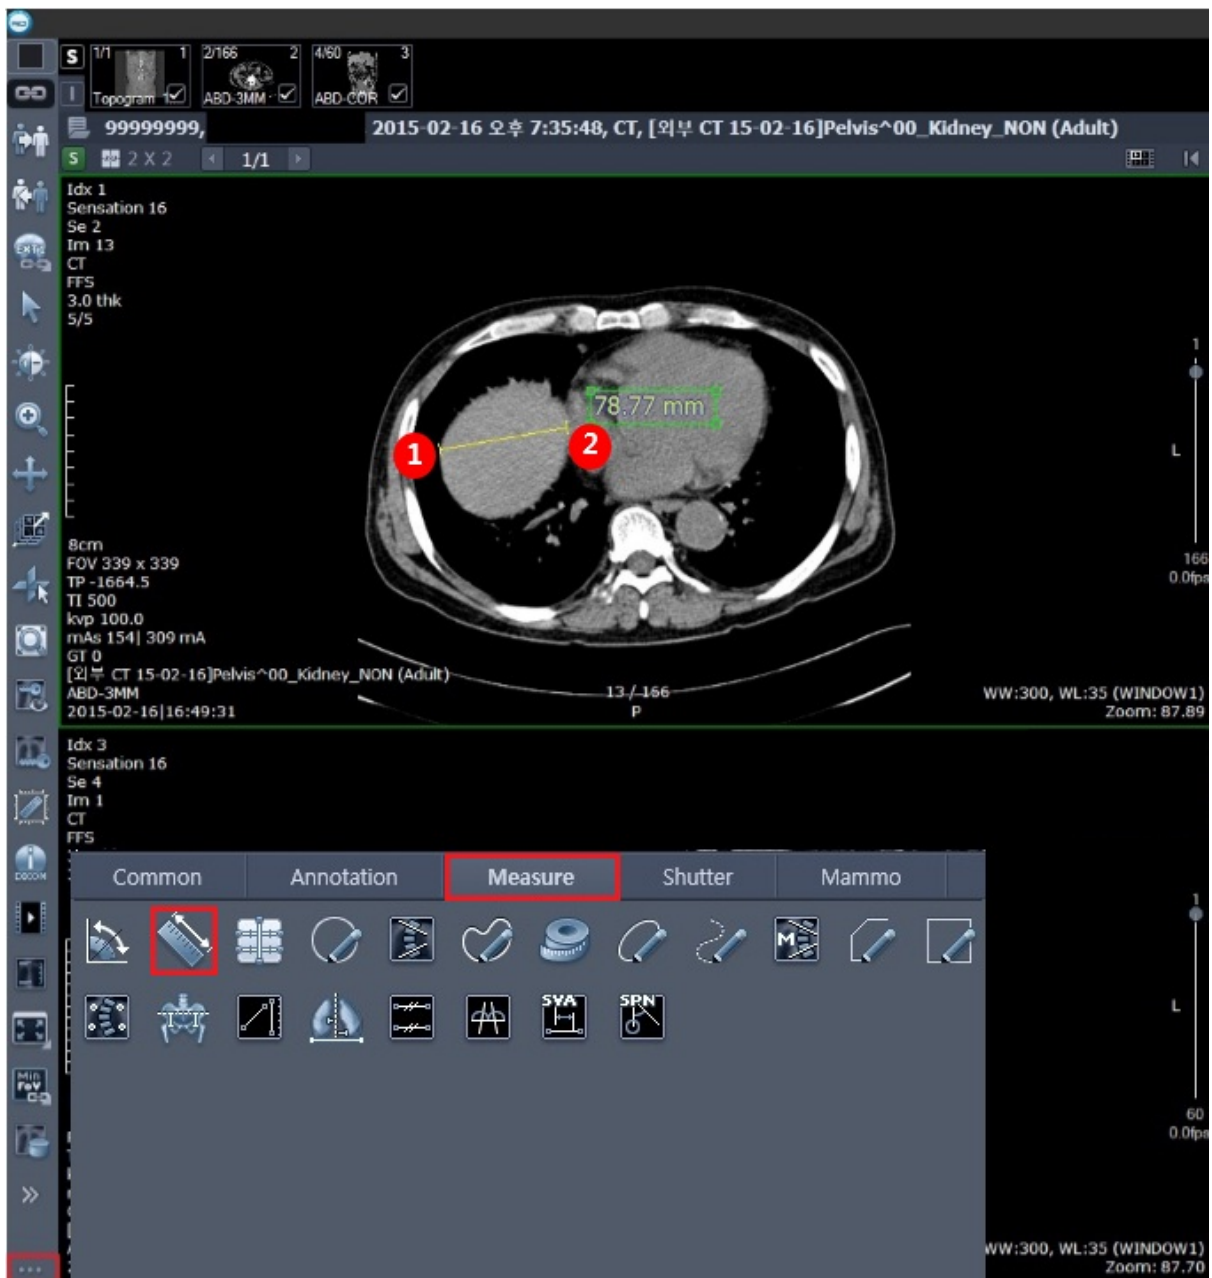 S 1/1 1 2/166 2 4/60 3
I Topogram 1... ABD-3MM ABD-COR
99999999, 2015-02-16 오후 7:35:48, CT, [외부 CT 15-02-16]Pelvis^00_Kidney_NON (Adult)
S 2 X 2 1/1
Idx 1
Sensation 16
Se 2
Im 13
CT
FFS
3.0 thk
5/5
1
78.77 mm
1
2
L
8cm
FOV 339 x 339
TP -1664.5
TI 500
kvp 100.0
mAs 154| 309 mA
GT 0
[외부 CT 15-02-16]Pelvis^00_Kidney_NON (Adult)
ABD-3MM
2015-02-16|16:49:31
166
0.0fps
13 / 166
P
WW:300, WL:35 (WINDOW1)
Zoom: 87.89
Idx 3
Sensation 16
Se 4
Im 1
CT
FFS
Common Annotation Measure Shutter Mammo
M
SVA SPN
1
L
60
0.0fps
WW:300, WL:35 (WINDOW1)
Zoom: 87.70
EXTG
DICOM
Min
FoV